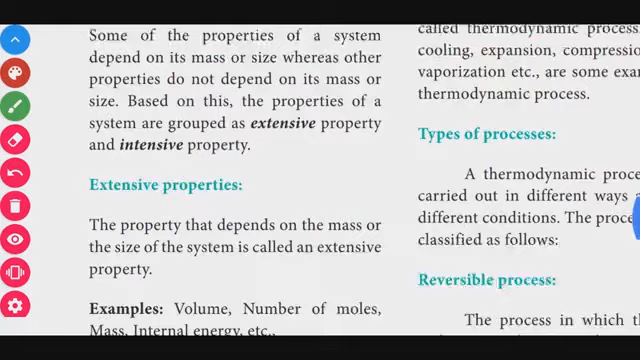 Some of the properties of a system
depend on its mass or size whereas other
properties do not depend on its mass or
size. Based on this, the properties of a
system are grouped as extensive property
and intensive property.
Extensive properties:
The property that depends on the mass or
the size of the system is called an extensive
property.
Examples: Volume, Number of moles,
Mass, Internal energy, etc.,
called thermodynamic process
cooling, expansion, compressio
vaporization etc., are some exa
thermodynamic process.
Types of processes:
A thermodynamic proce
carried out in different ways a
different conditions. The proce
classified as follows:
Reversible process:
The process in which th